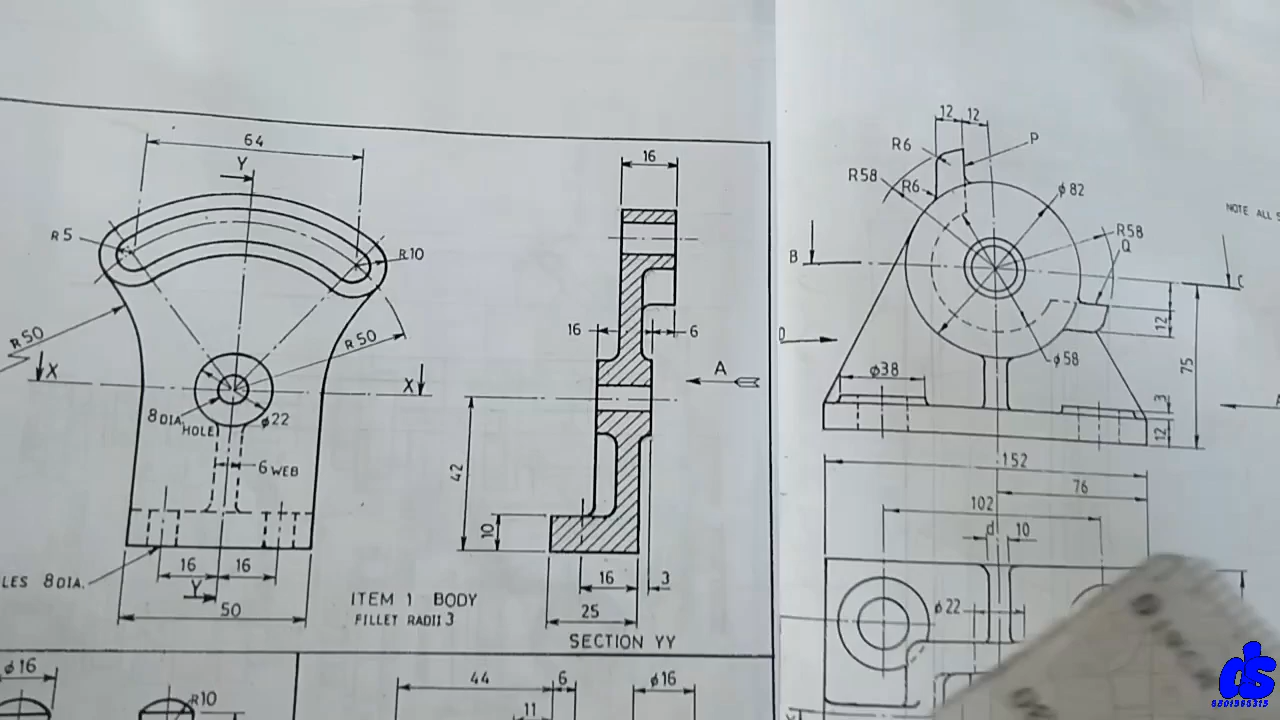 64
Y
R5
R10
R50
R50
X
X
8 DIA
HOLE
φ22
6 WEB
LES 8 DIA.
16
16
Y
50
ITEM 1 BODY
FILLET RADII 3
16
16
6
A
42
10
16
3
25
SECTION YY
φ16
R10
44
6
11
φ16
12
12
R6
P
R58
R6
φ82
NOTE ALL S
R58
Q
B
C
D
12
φ58
75
φ38
3
12
152
76
102
d
10
φ22